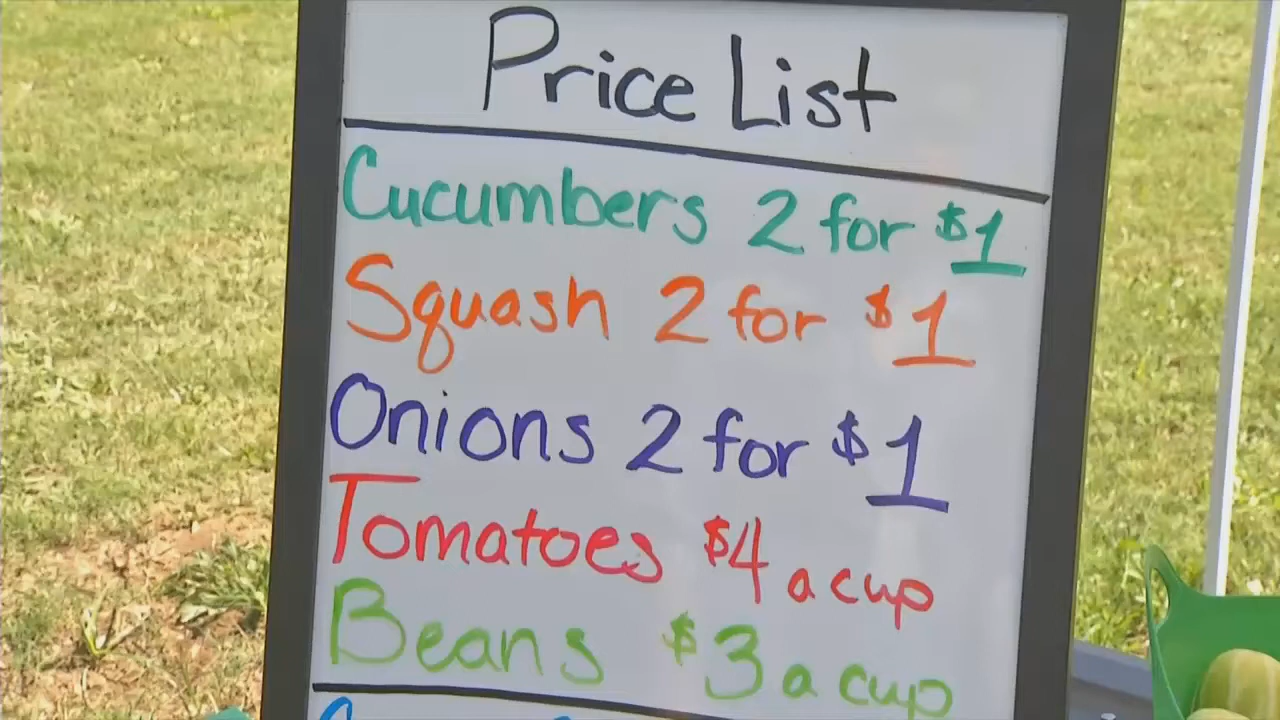 Price List
Cucumbers 2 for $1
Squash 2 for $1
Onions 2 for $1
Tomatoes $4 a cup
Beans $3 a cup